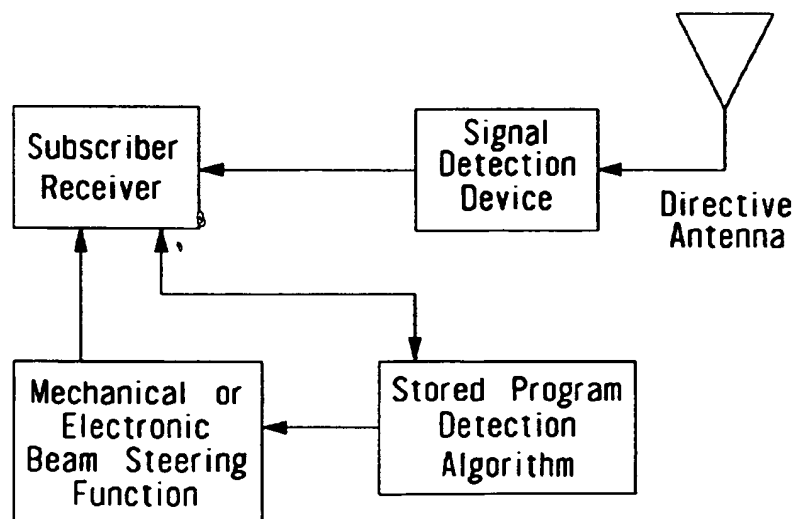 Subscriber
Receiver
Signal
Detection
Device
Directive
Antenna
Mechanical or
Electronic
Beam Steering
Function
Stored Program
Detection
Algorithm